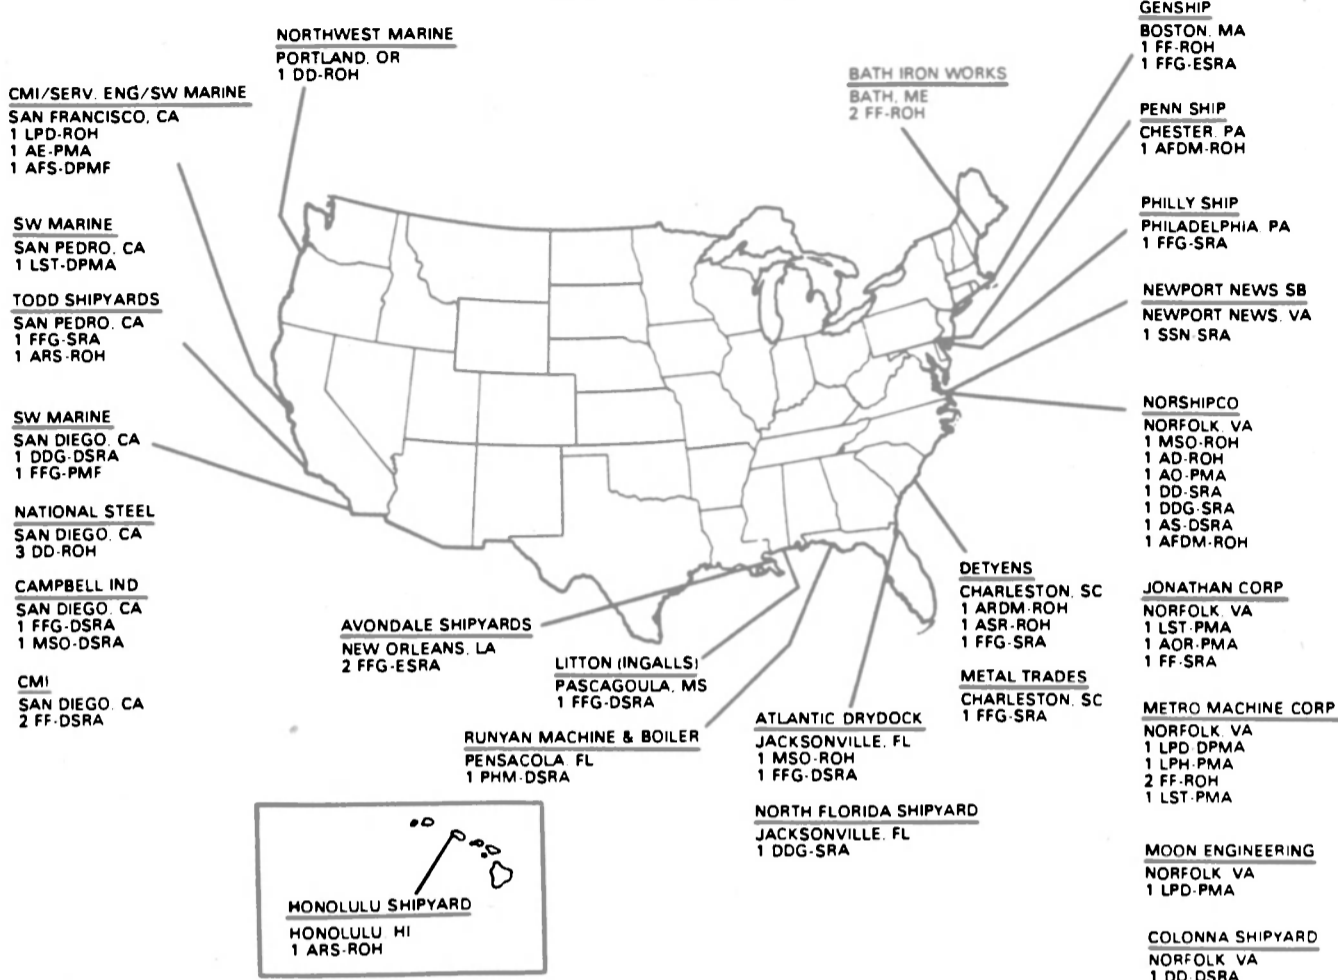 NORTHWEST MARINE
PORTLAND, OR
1 DD-ROH
CMI/SERV. ENG/SW MARINE
SAN FRANCISCO, CA
1 LPD-ROH
1 AE-PMA
1 AFS-DPMF
SW MARINE
SAN PEDRO, CA
1 LST-DPMA
TODD SHIPYARDS
SAN PEDRO, CA
1 FFG-SRA
1 ARS-ROH
SW MARINE
SAN DIEGO, CA
1 DDG-DSRA
1 FFG-PMF
NATIONAL STEEL
SAN DIEGO, CA
3 DD-ROH
CAMPBELL IND
SAN DIEGO, CA
1 FFG-DSRA
1 MSO-DSRA
CMI
SAN DIEGO, CA
2 FF-DSRA
BATH IRON WORKS
BATH, ME
2 FF-ROH
AVONDALE SHIPYARDS
NEW ORLEANS, LA
2 FFG-ESRA
LITTON (INGALLS)
PASCAGOULA, MS
1 FFG-DSRA
RUNYAN MACHINE & BOILER
PENSACOLA, FL
1 PHM-DSRA
ATLANTIC DRYDOCK
JACKSONVILLE, FL
1 MSO-ROH
1 FFG-DSRA
NORTH FLORIDA SHIPYARD
JACKSONVILLE, FL
1 DDG-SRA
DETYENS
CHARLESTON, SC
1 ARDM-ROH
1 ASR-ROH
1 FFG-SRA
METAL TRADES
CHARLESTON, SC
1 FFG-SRA
HONOLULU SHIPYARD
HONOLULU HI
1 ARS-ROH
GENSHIP
BOSTON, MA
1 FF-ROH
1 FFG-ESRA
PENN SHIP
CHESTER, PA
1 AFDM-ROH
PHILLY SHIP
PHILADELPHIA PA
1 FFG-SRA
NEWPORT NEWS SB
NEWPORT NEWS, VA
1 SSN SRA
NORSHIPCO
NORFOLK, VA
1 MSO-ROH
1 AD-ROH
1 AO-PMA
1 DD-SRA
1 DDG-SRA
1 AS-DSRA
1 AFDM-ROH
JONATHAN CORP
NORFOLK, VA
1 LST-PMA
1 AOR-PMA
1 FF-SRA
METRO MACHINE CORP
NORFOLK, VA
1 LPD DPMA
1 LPH-PMA
2 FF-ROH
1 LST-PMA
MOON ENGINEERING
NORFOLK VA
1 LPD-PMA
COLONNA SHIPYARD
NORFOLK VA
1 DD-DSRA